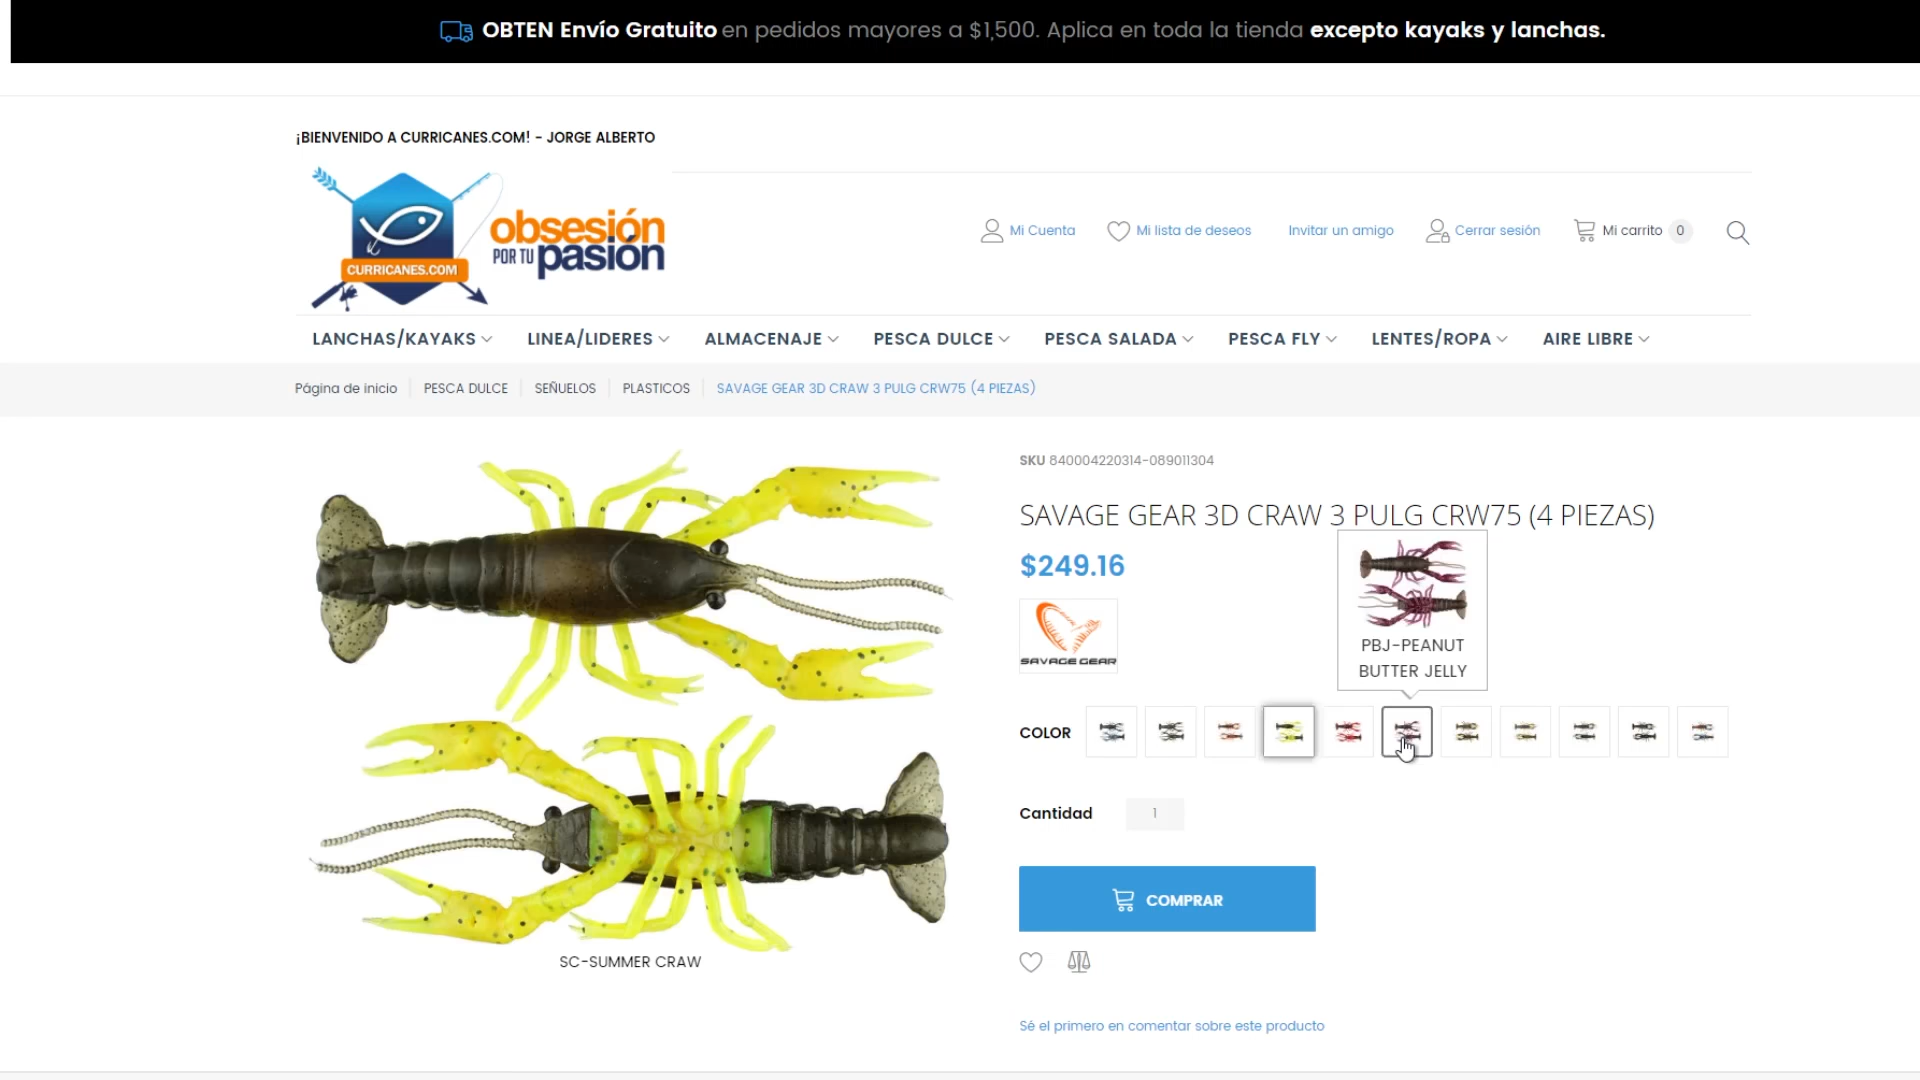 OBTEN Envío Gratuito en pedidos mayores a $1,500. Aplica en toda la tienda excepto kayaks y lanchas.
¡BIENVENIDO A CURRICANES.COM! - JORGE ALBERTO
CURRICANES.COM
obsesión
POR TU pasión
Mi Cuenta
Mi lista de deseos
Invitar un amigo
Cerrar sesión
Mi carrito 0
LANCHAS/KAYAKS LINEA/LIDERES ALMACENAJE PESCA DULCE PESCA SALADA PESCA FLY LENTES/ROPA AIRE LIBRE
Página de inicio PESCA DULCE SEÑUELOS PLASTICOS SAVAGE GEAR 3D CRAW 3 PULG CRW75 (4 PIEZAS)
SKU 840004220314-089011304
SAVAGE GEAR 3D CRAW 3 PULG CRW75 (4 PIEZAS)
$249.16
SAVAGE GEAR
PBJ-PEANUT
BUTTER JELLY
COLOR
Cantidad 1
COMPRAR
SC-SUMMER CRAW
Sé el primero en comentar sobre este producto